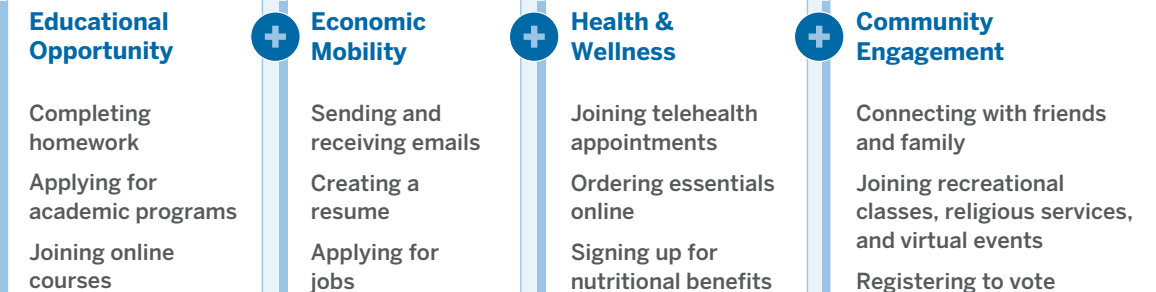 Educational
Opportunity
Completing
homework
Applying for
academic programs
Joining online
courses
Economic
Mobility
Sending and
receiving emails
Creating a
resume
Applying for
jobs
Health &
Wellness
Joining telehealth
appointments
Ordering essentials
online
Signing up for
nutritional benefits
Community
Engagement
Connecting with friends
and family
Joining recreational
classes, religious services,
and virtual events
Registering to vote